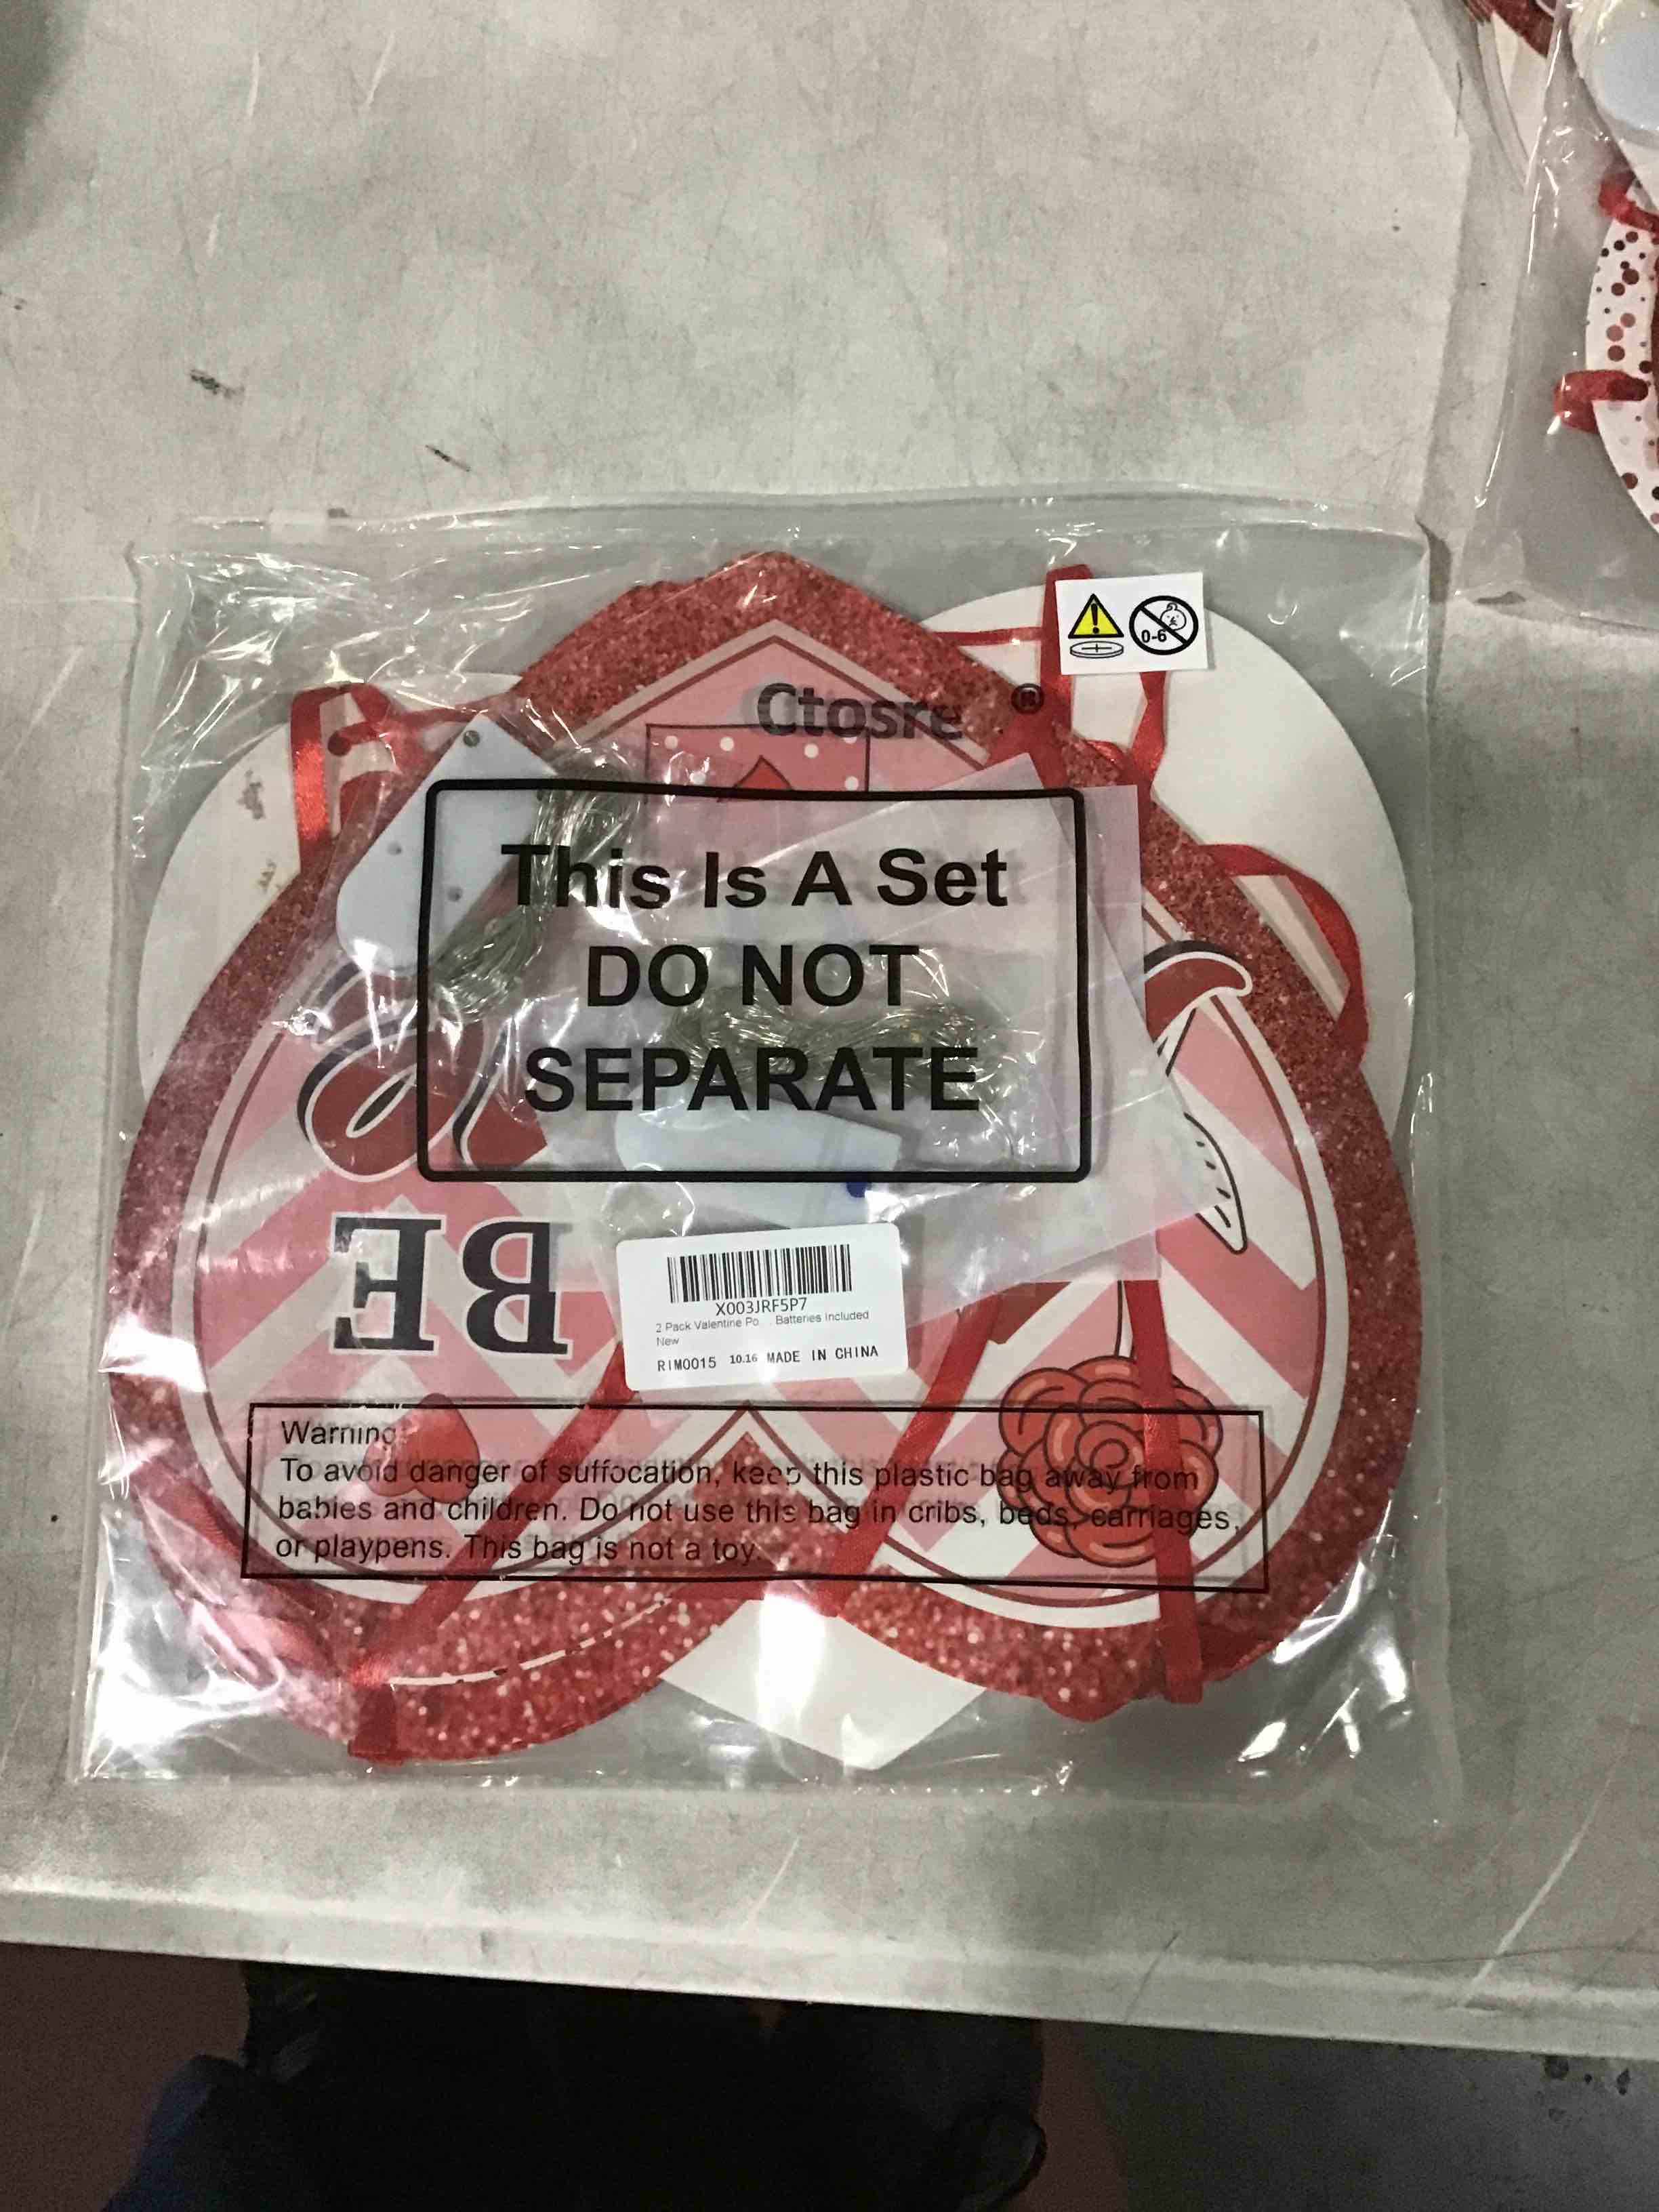 0-6
Ctosre ®
This Is A Set
DO NOT
SEPARATE
BE
X003JRF5P7
2 Pack Valentine Po... Batteries Included
New
RIM0015 10.16 MADE IN CHINA
Warning:
To avoid danger of suffocation, keep this plastic bag away from
babies and children. Do not use this bag in cribs, beds, carriages,
or playpens. This bag is not a toy.